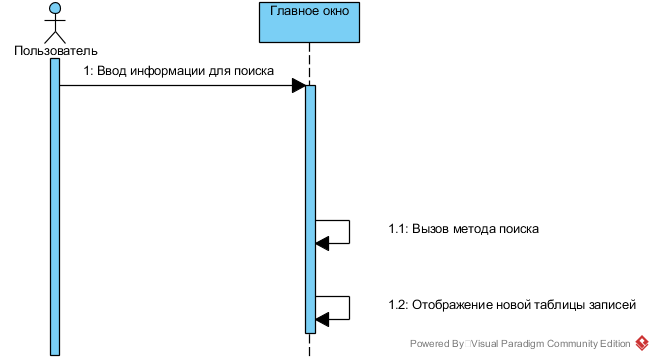 Главное окно
Пользователь
1: Ввод информации для поиска
1.1: Вызов метода поиска
1.2: Отображение новой таблицы записей
Powered By Visual Paradigm Community Edition